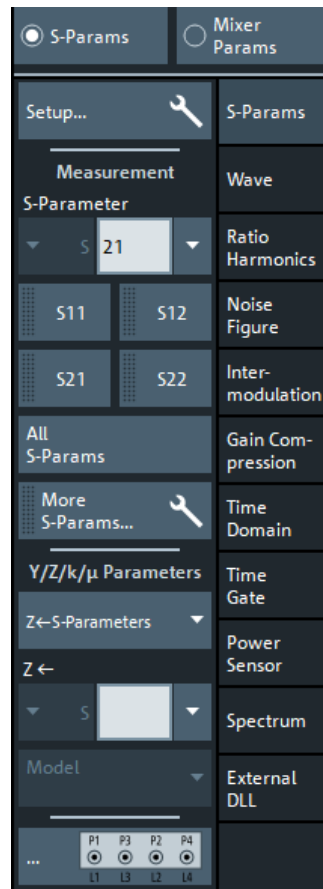 S-Params
Mixer
Params
Setup...
Measurement
S-Parameter
S 21
S11 S12
S21 S22
All
S-Params
More
S-Params...
Y/Z/k/µ Parameters
Z←S-Parameters
Z ←
S
Model
... P1 P3 P2 P4
L1 L3 L2 L4
S-Params
Wave
Ratio
Harmonics
Noise
Figure
Inter-
modulation
Gain Com-
pression
Time
Domain
Time
Gate
Power
Sensor
Spectrum
External
DLL